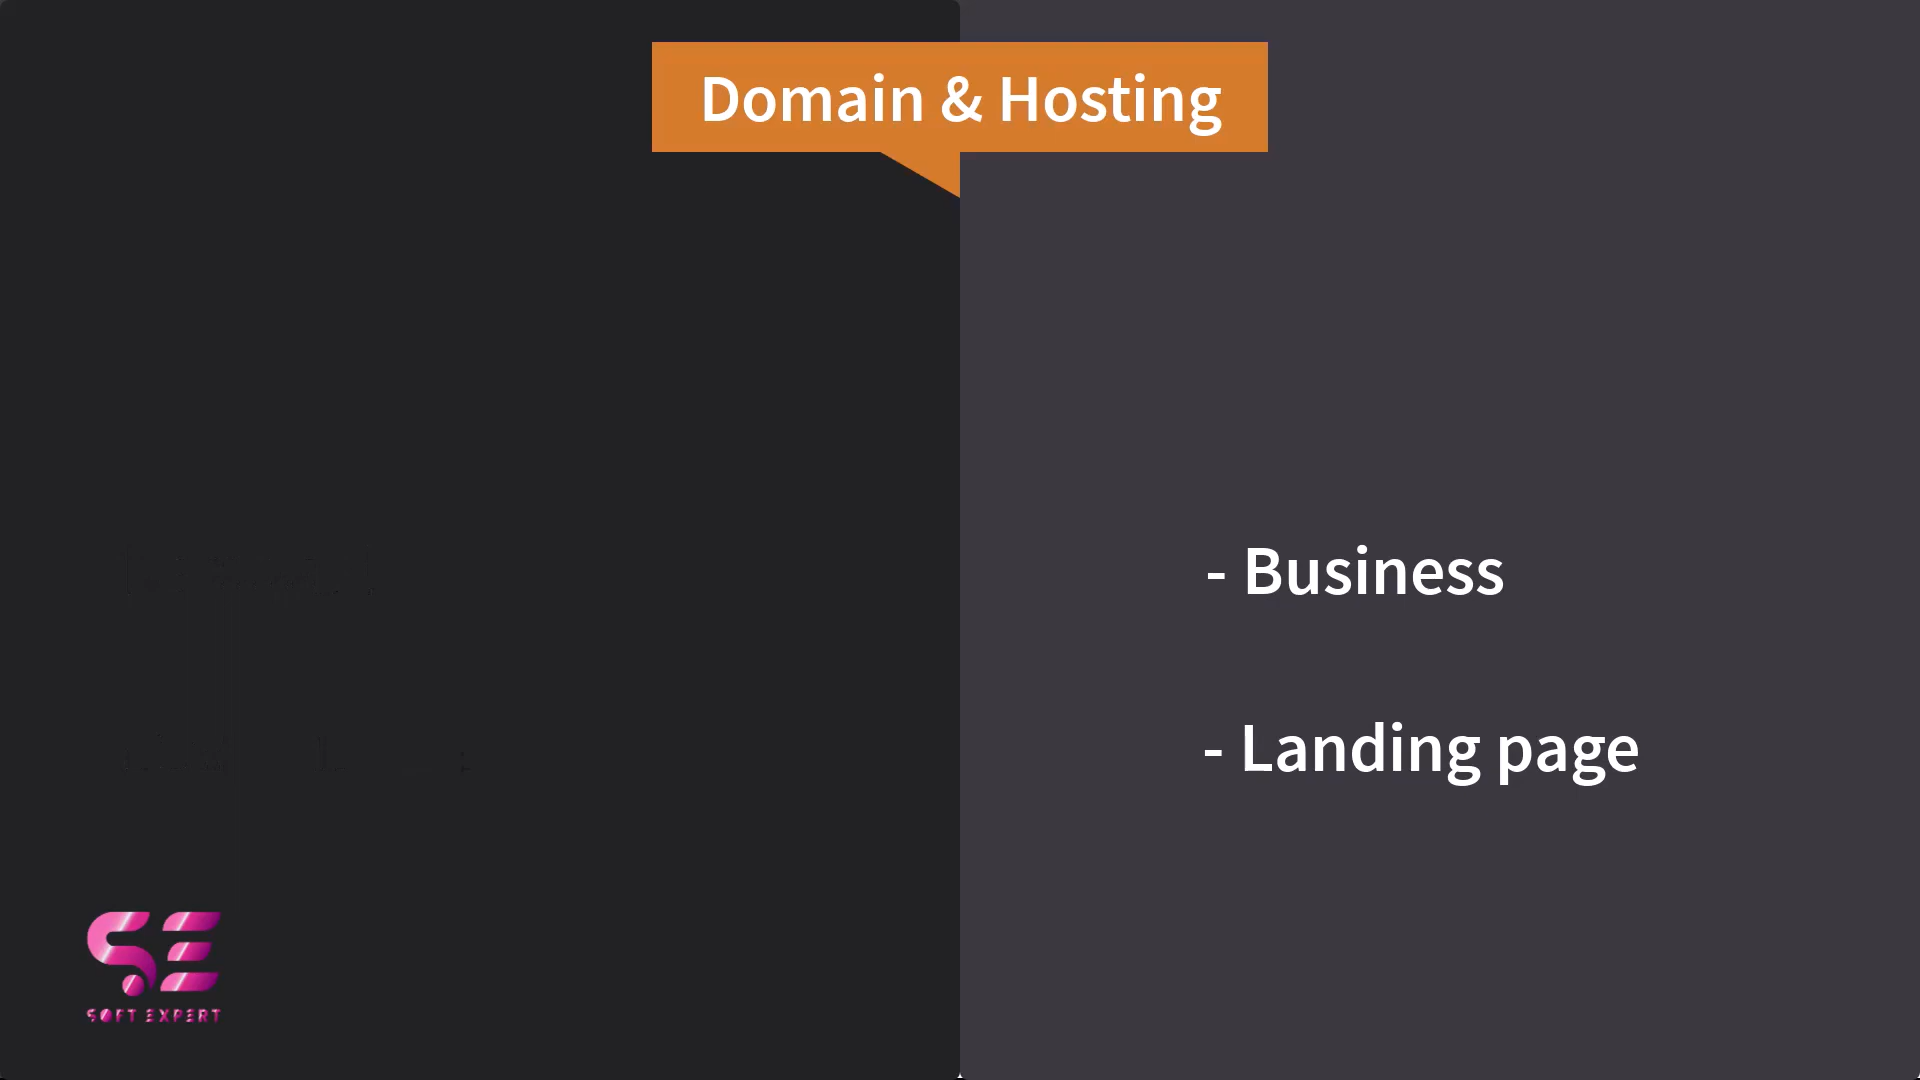 Domain & Hosting
- Business
- Landing page
SOFT EXPERT